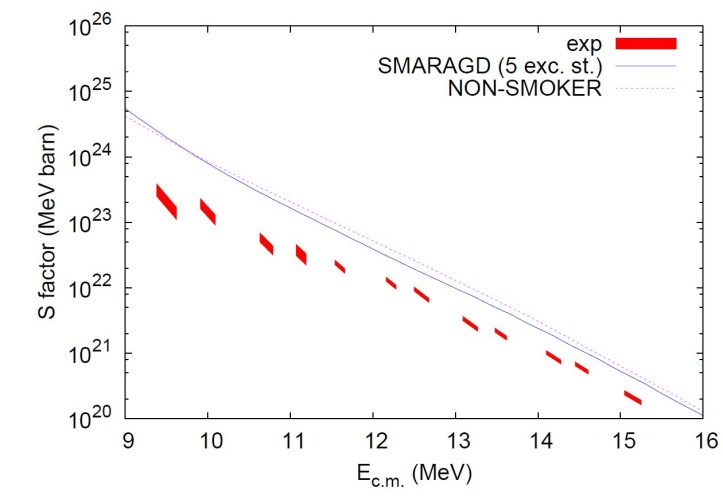 10^26
10^25
10^24
10^23
10^22
10^21
10^20
S factor (MeV barn)
exp
SMARAGD (5 exc. st.)
NON-SMOKER
9 10 11 12 13 14 15 16
E_c.m. (MeV)